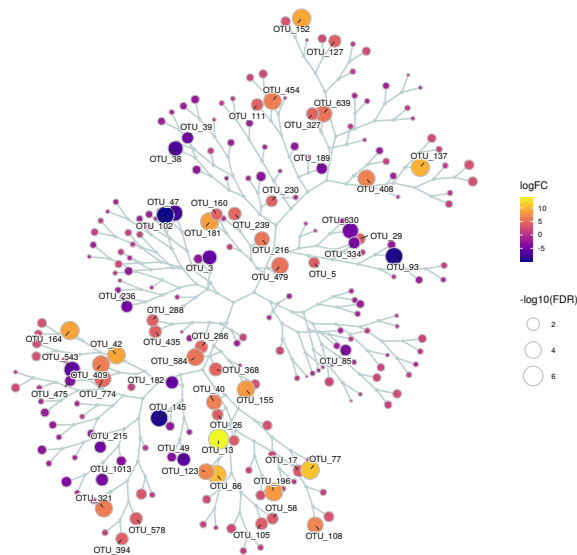 OTU_152
OTU_127
OTU_454
OTU_111
OTU_639
OTU_327
OTU_39
OTU_38
OTU_189
OTU_137
OTU_408
OTU_230
OTU_47
OTU_160
OTU_102
OTU_181
OTU_239
OTU_630
OTU_29
OTU_216
OTU_334
OTU_3
OTU_479
OTU_5
OTU_93
OTU_236
OTU_288
OTU_164
OTU_42
OTU_435
OTU_286
OTU_543
OTU_584
OTU_85
OTU_409
OTU_368
OTU_475
OTU_774
OTU_182
OTU_40
OTU_155
OTU_145
OTU_26
OTU_215
OTU_49
OTU_13
OTU_17
OTU_77
OTU_1013
OTU_123
OTU_86
OTU_196
OTU_321
OTU_58
OTU_578
OTU_105
OTU_108
OTU_394
logFC
10
5
0
-5
-log10(FDR)
2
4
6